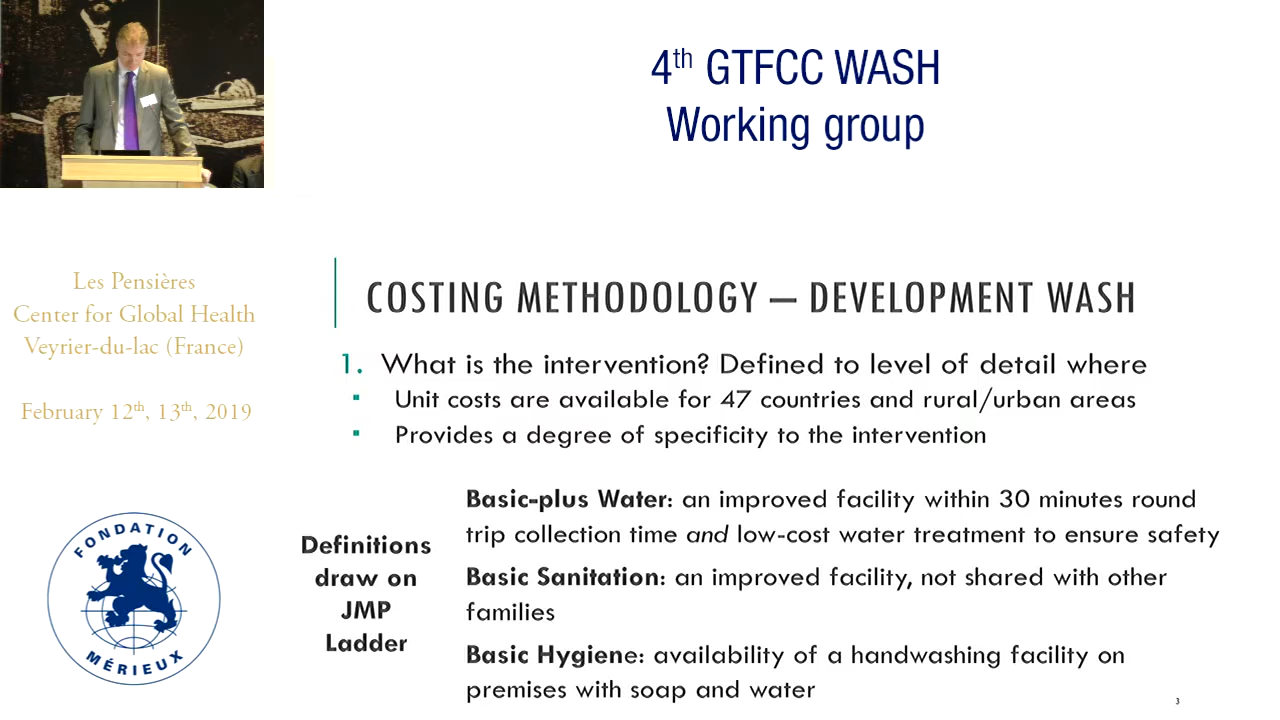 4th GTFCC WASH
Working group
Les Pensières
Center for Global Health
Veyrier-du-lac (France)
February 12th, 13th, 2019
FONDATION
MÉRIEUX
COSTING METHODOLOGY – DEVELOPMENT WASH
1. What is the intervention? Defined to level of detail where
▪ Unit costs are available for 47 countries and rural/urban areas
▪ Provides a degree of specificity to the intervention
Definitions
draw on
JMP
Ladder
Basic-plus Water: an improved facility within 30 minutes round
trip collection time and low-cost water treatment to ensure safety
Basic Sanitation: an improved facility, not shared with other
families
Basic Hygiene: availability of a handwashing facility on
premises with soap and water
3